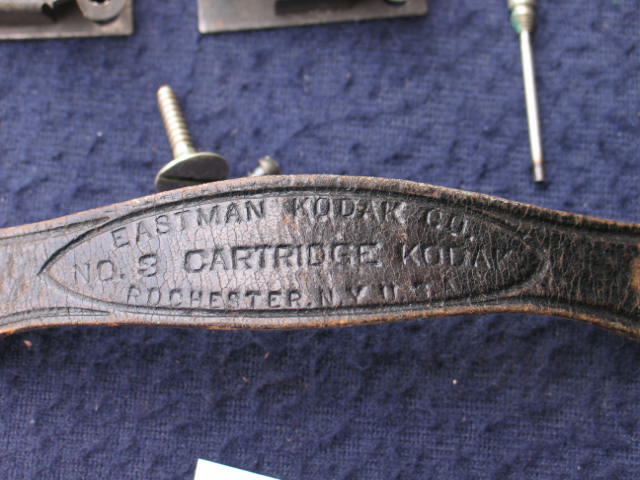 EASTMAN KODAK CO.
NO. 3 CARTRIDGE KODAK
ROCHESTER, N.Y. U.S.A.